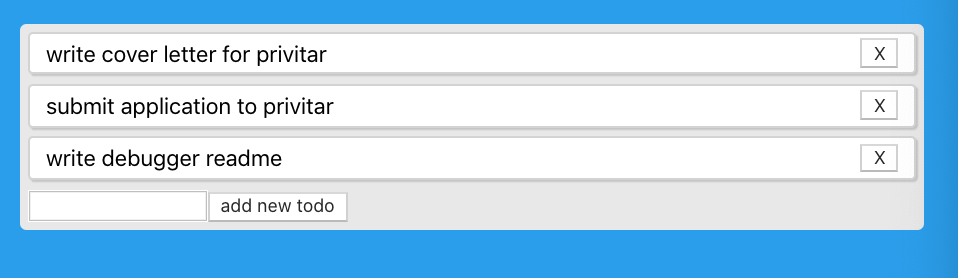 write cover letter for privitar X
submit application to privitar X
write debugger readme X
add new todo